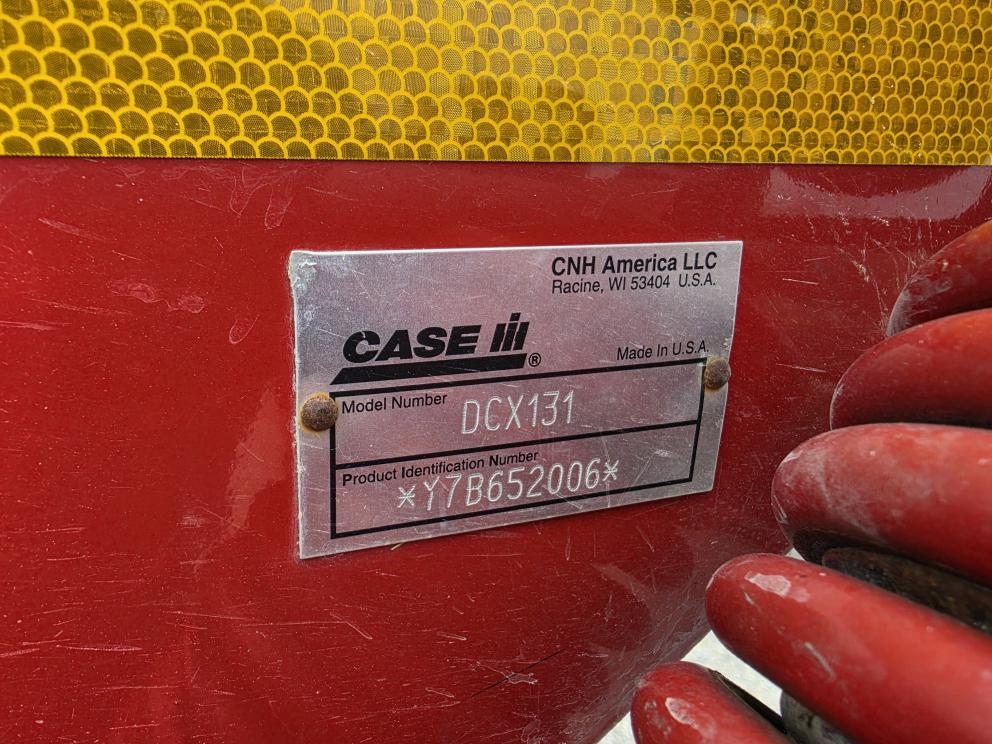 CNH America LLC
Racine, WI 53404 U.S.A.
CASE IH®
Made In U.S.A.
Model Number DCX131
Product Identification Number
*Y7B652006*